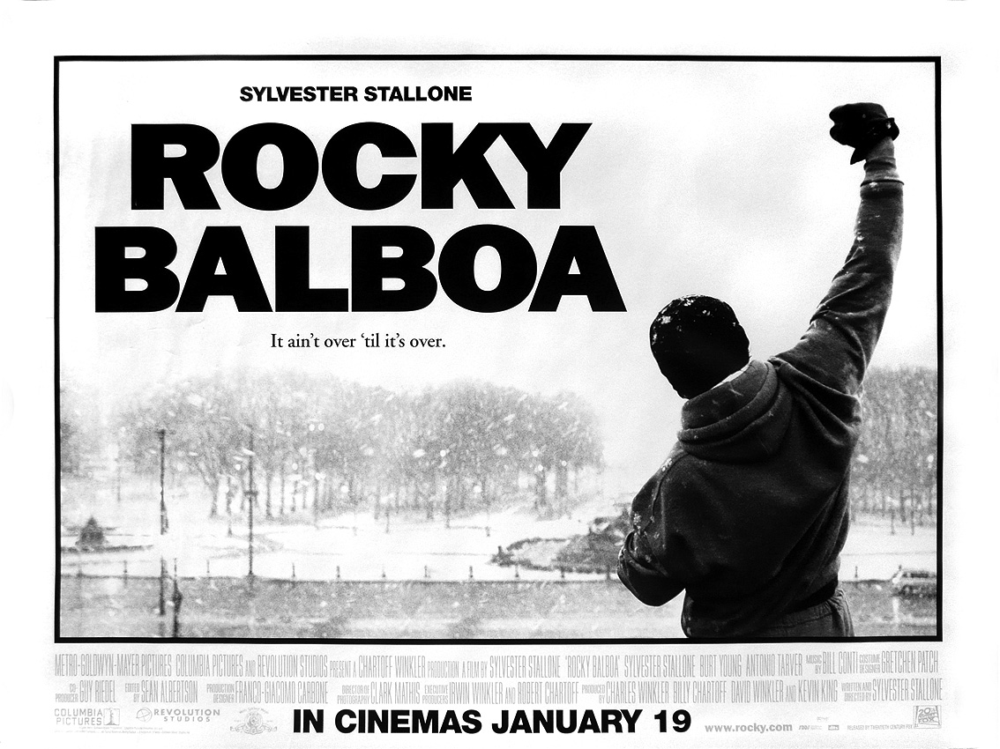 SYLVESTER STALLONE
ROCKY
BALBOA
It ain't over 'til it's over.
METRO-GOLDWYN-MAYER PICTURES COLUMBIA PICTURES AND REVOLUTION STUDIOS PRESENT A CHARTOFF WINKLER PRODUCTION A FILM BY SYLVESTER STALLONE 'ROCKY BALBOA' SYLVESTER STALLONE BURT YOUNG ANTONIO TARVER MUSIC BY BILL CONTI COSTUME DESIGNER GRETCHEN PATCH
CO-PRODUCER GUY RIEDEL EDITED BY SEAN ALBERTSON PRODUCTION DESIGNER FRANCO-GIACOMO CARBONE DIRECTOR OF PHOTOGRAPHY CLARK MATHIS EXECUTIVE PRODUCERS IRWIN WINKLER AND ROBERT CHARTOFF PRODUCED BY CHARLES WINKLER BILLY CHARTOFF DAVID WINKLER AND KEVIN KING WRITTEN AND DIRECTED BY SYLVESTER STALLONE
COLUMBIA PICTURES REVOLUTION STUDIOS IN CINEMAS JANUARY 19 www.rocky.com dts RELEASED BY TWENTIETH CENTURY FOX 20th CENTURY FOX